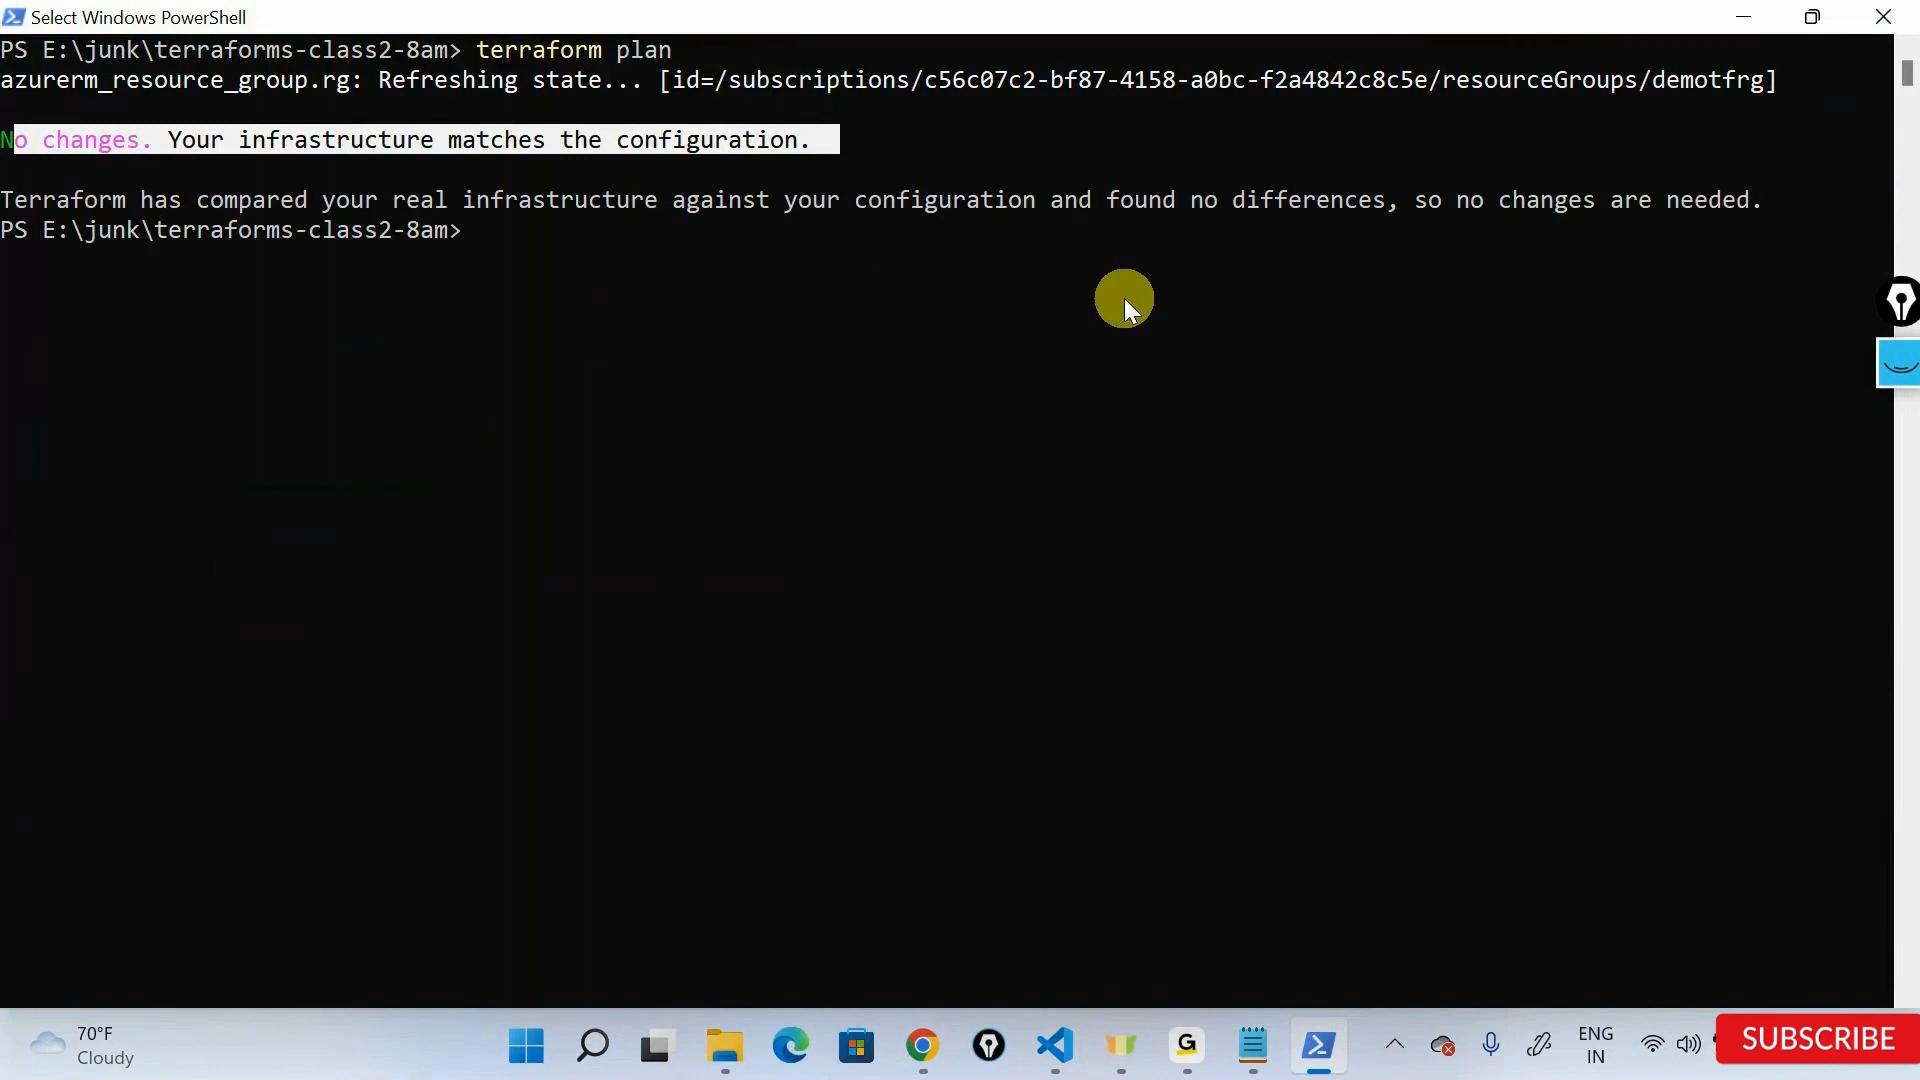 Select Windows PowerShell
PS E:\junk\terraforms-class2-8am> terraform plan
azurerm_resource_group.rg: Refreshing state... [id=/subscriptions/c56c07c2-bf87-4158-a0bc-f2a4842c8c5e/resourceGroups/demotfrg]
No changes. Your infrastructure matches the configuration.
Terraform has compared your real infrastructure against your configuration and found no differences, so no changes are needed.
PS E:\junk\terraforms-class2-8am>
70°F
Cloudy
G
ENG
IN
SUBSCRIBE